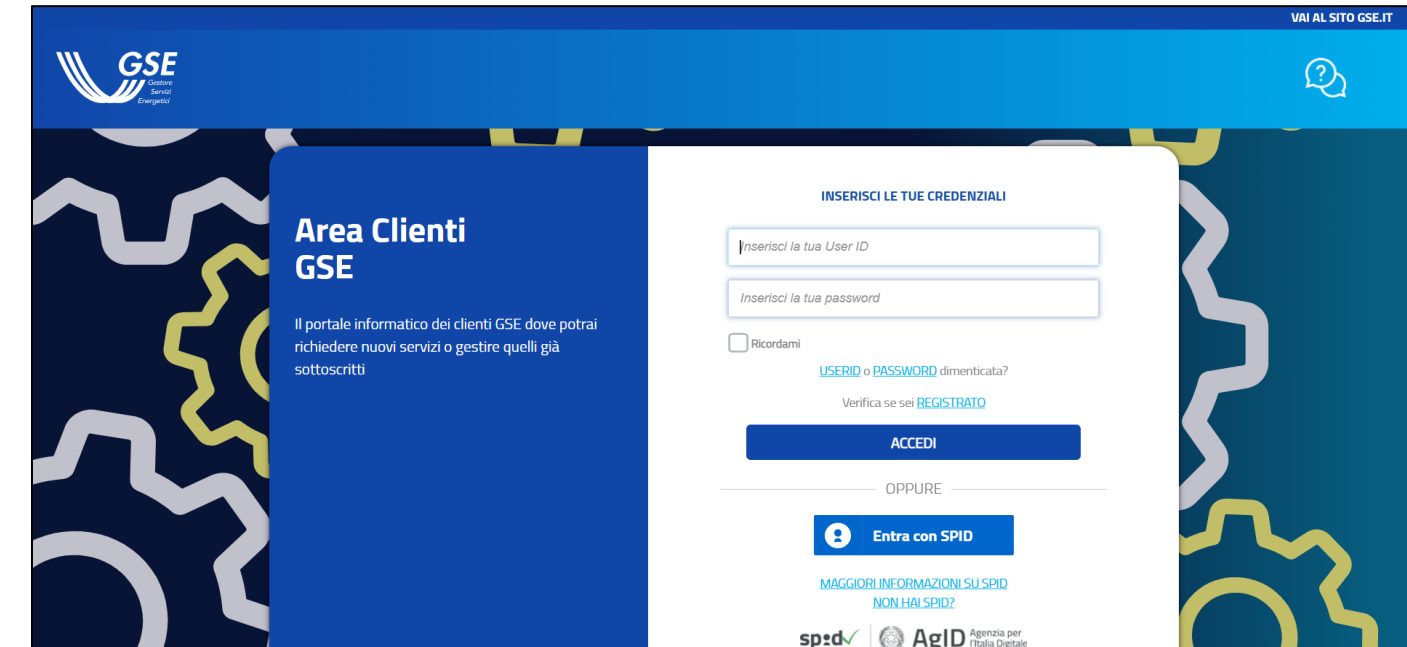 VAI AL SITO GSE.IT
GSE
Gestore
Servizi
Energetici
Area Clienti
GSE
Il portale informatico dei clienti GSE dove potrai
richiedere nuovi servizi o gestire quelli già
sottoscritti
INSERISCI LE TUE CREDENZIALI
Inserisci la tua User ID
Inserisci la tua password
Ricordami
USERID o PASSWORD dimenticata?
Verifica se sei REGISTRATO
ACCEDI
OPPURE
Entra con SPID
MAGGIORI INFORMAZIONI SU SPID
NON HAI SPID?
spid AgID Agenzia per
l'Italia Digitale